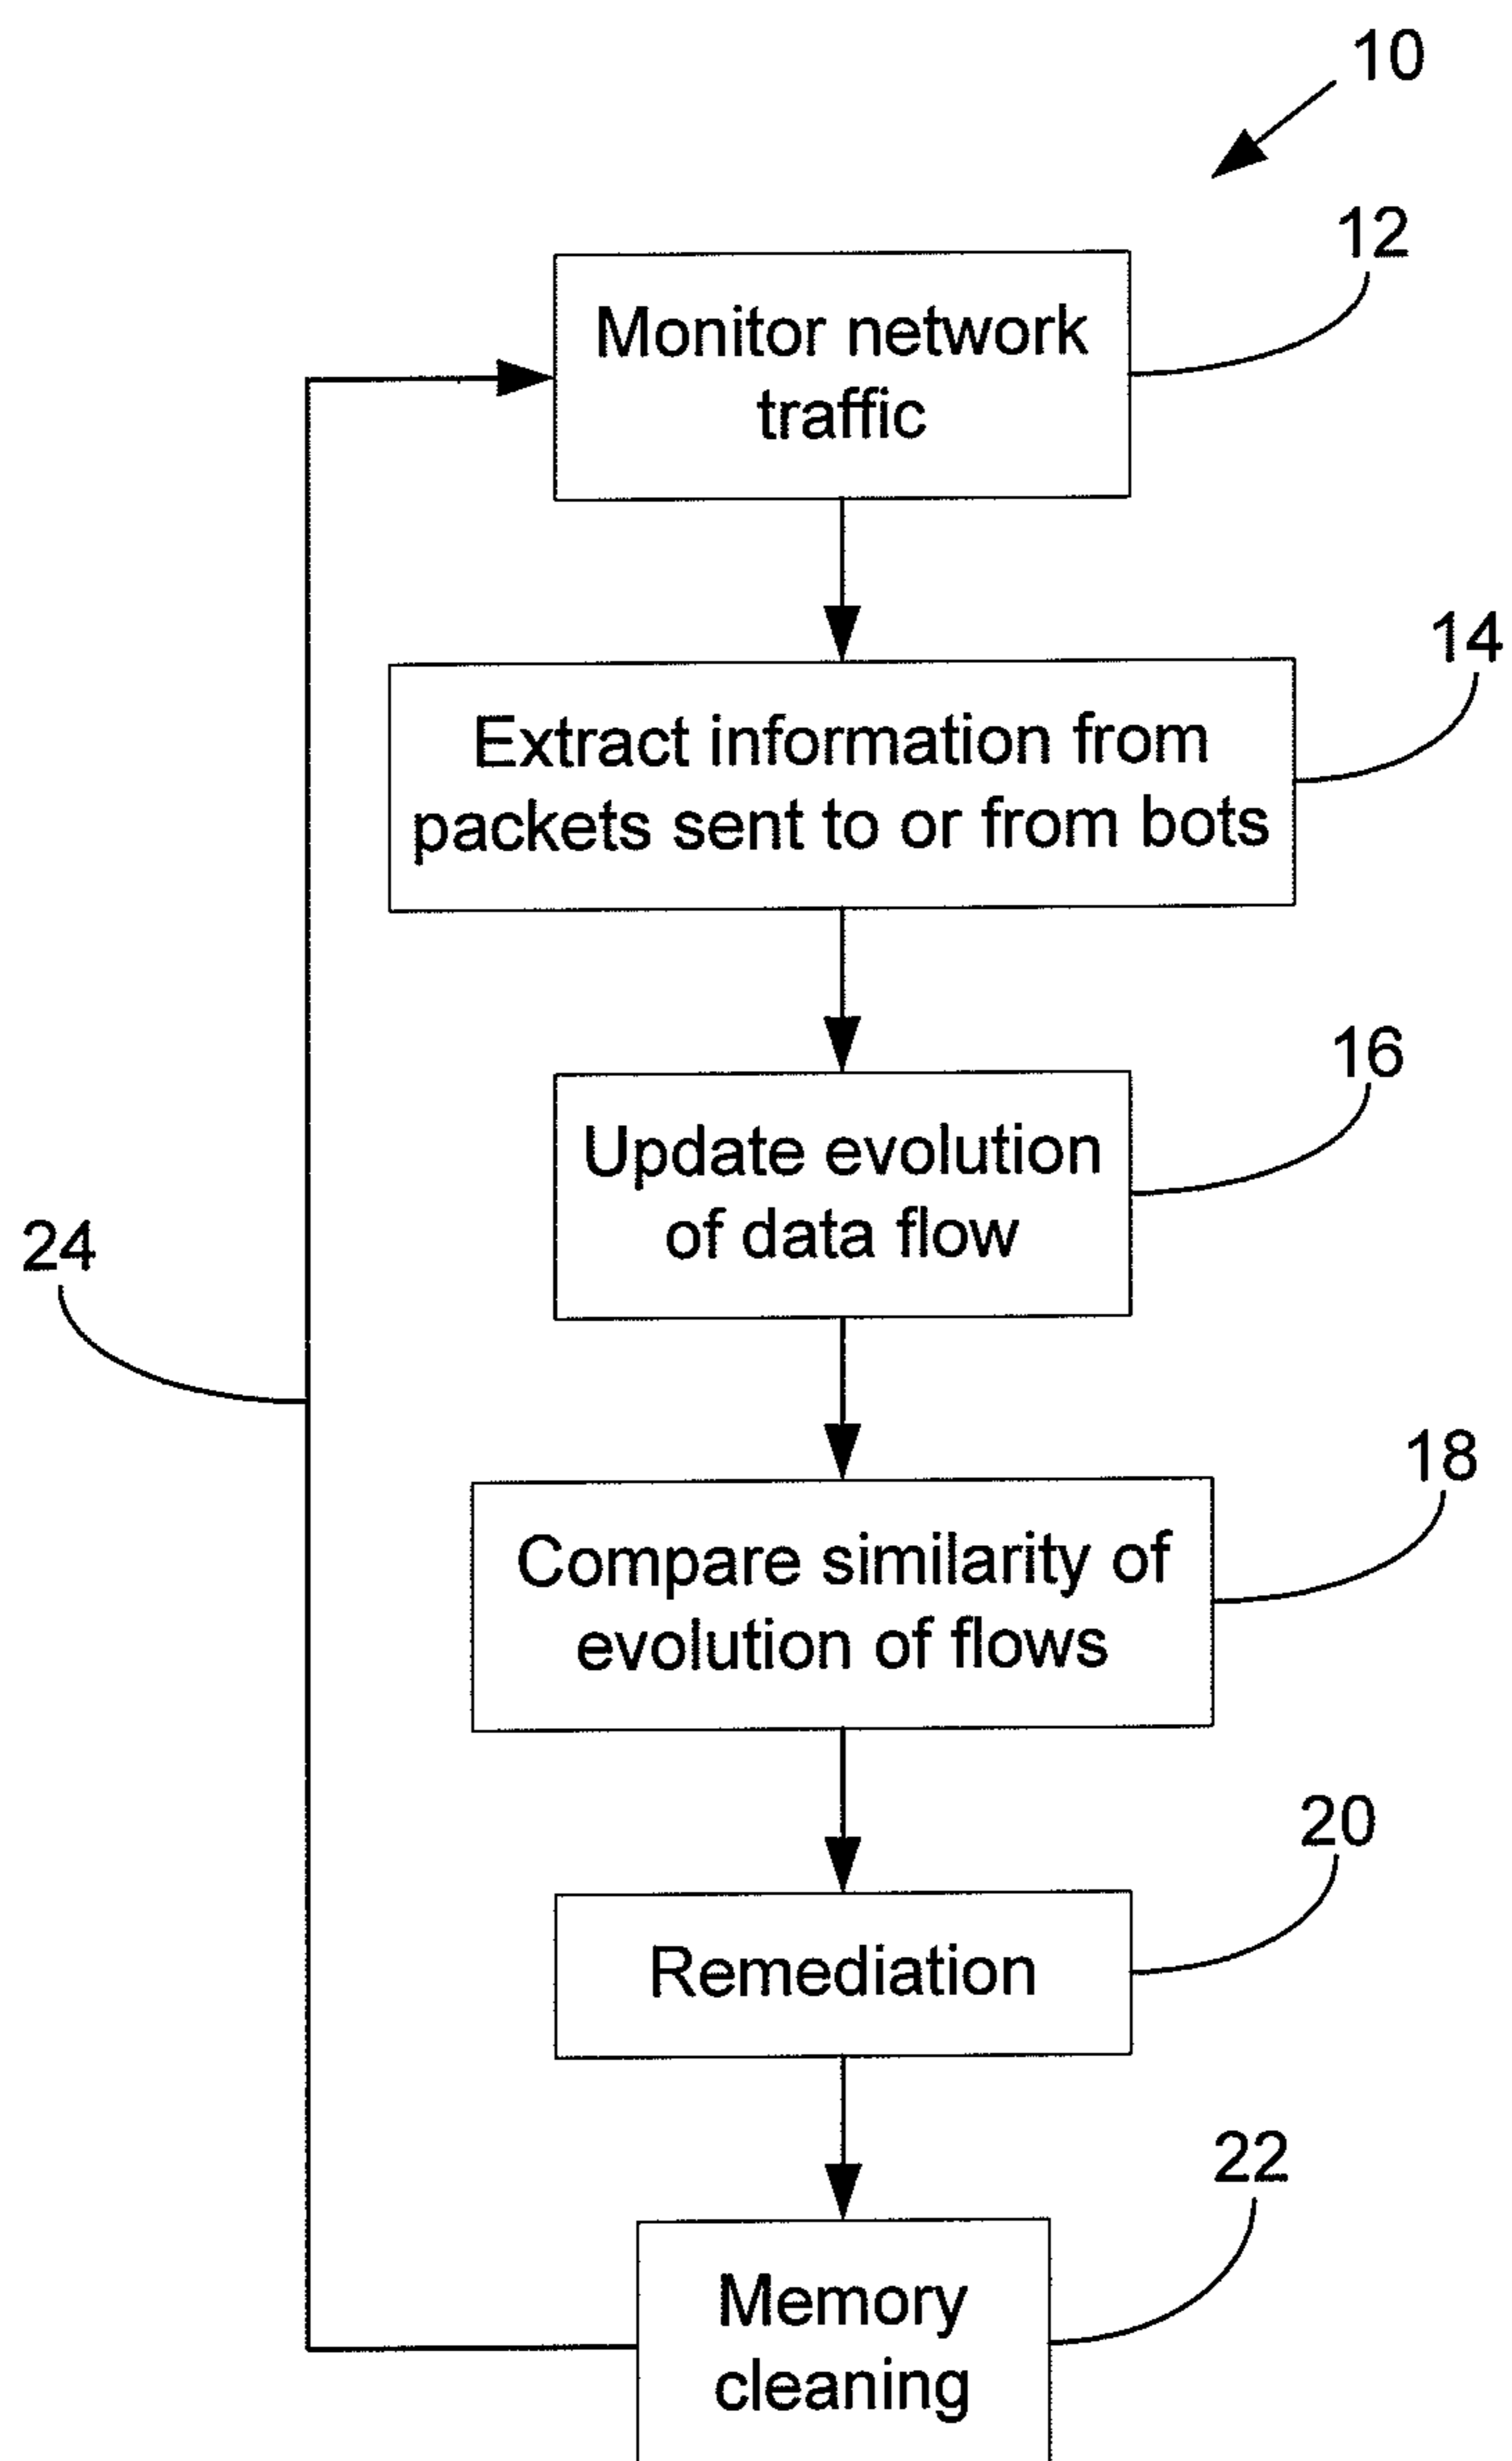 10
12
Monitor network
traffic
14
Extract information from
packets sent to or from bots
16
Update evolution
of data flow
24
18
Compare similarity of
evolution of flows
20
Remediation
22
Memory
cleaning